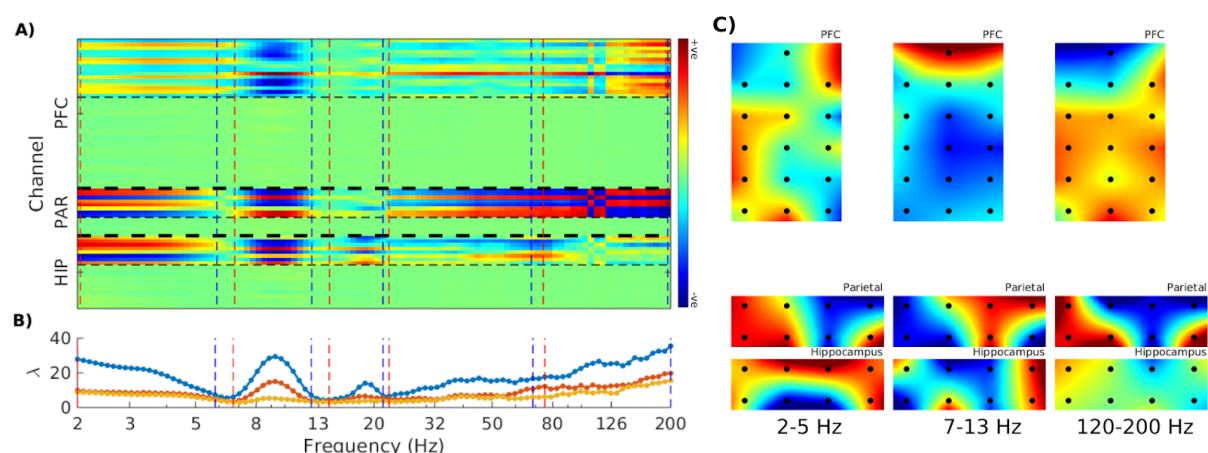 A)
C)
PFC
PFC
PFC
+ve
-ve
Channel
PFC
PAR
HIP
B)
40
20
0
λ
2 3 5 8 13 20 32 50 80 126 200
Frequency (Hz)
Parietal
Parietal
Parietal
Hippocampus
Hippocampus
Hippocampus
2-5 Hz
7-13 Hz
120-200 Hz